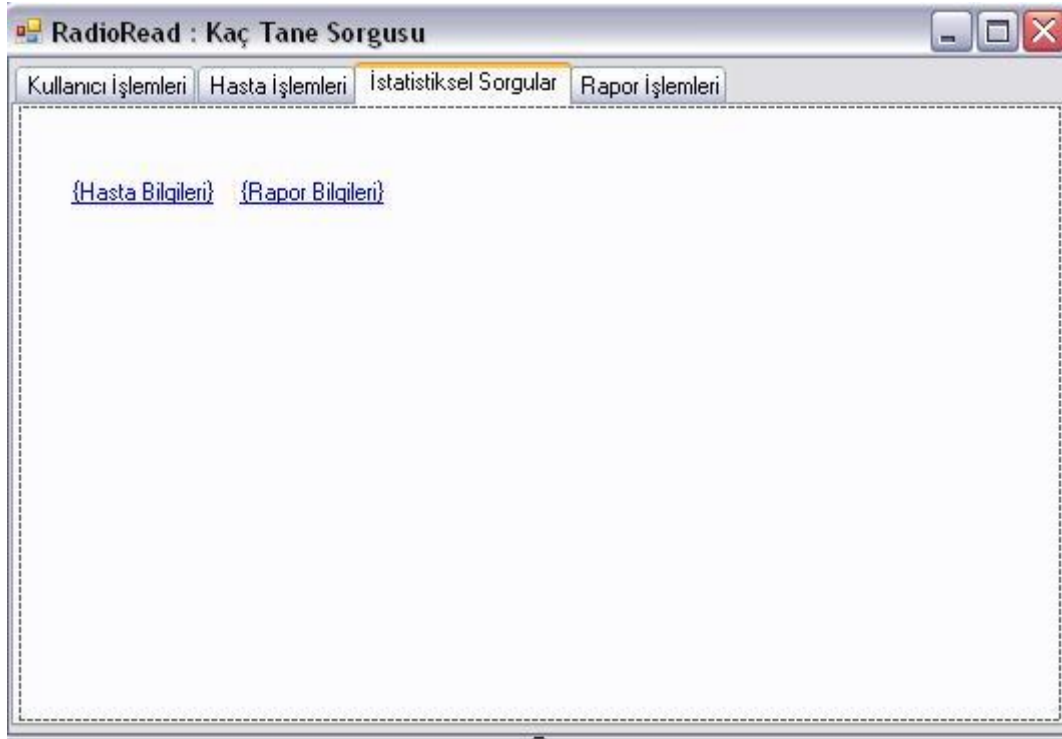 RadioRead : Kaç Tane Sorgusu
Kullanıcı İşlemleri Hasta İşlemleri İstatistiksel Sorgular Rapor İşlemleri
{Hasta Bilgileri} {Rapor Bilgileri}